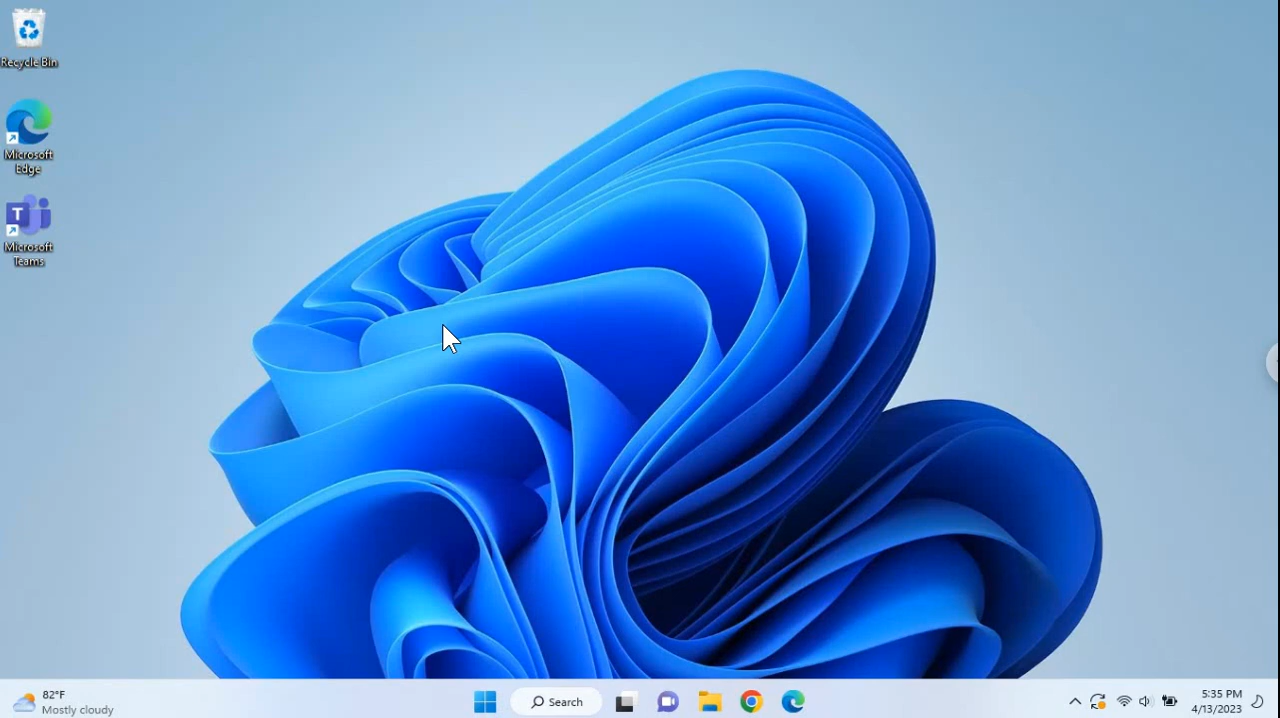 Recycle Bin
Microsoft
Edge
Microsoft
Teams
82°F
Mostly cloudy
Search
5:35 PM
4/13/2023